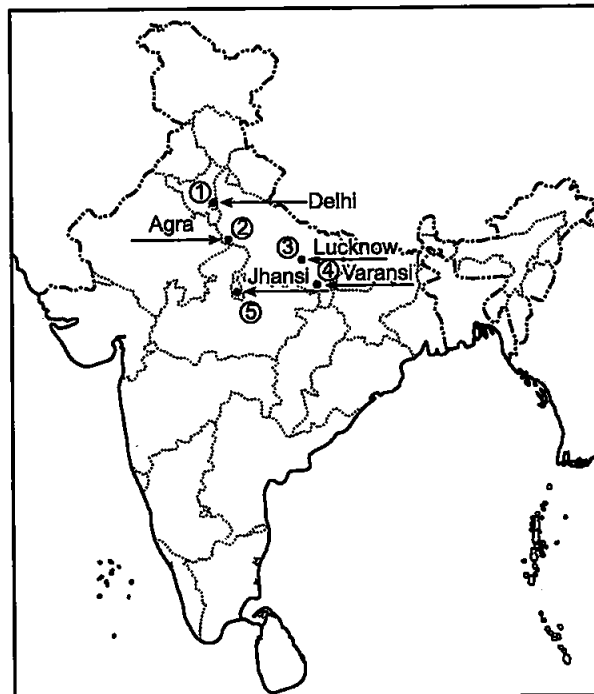 ① Delhi
Agra ②
③ Lucknow
④
Jhansi Varansi
⑤